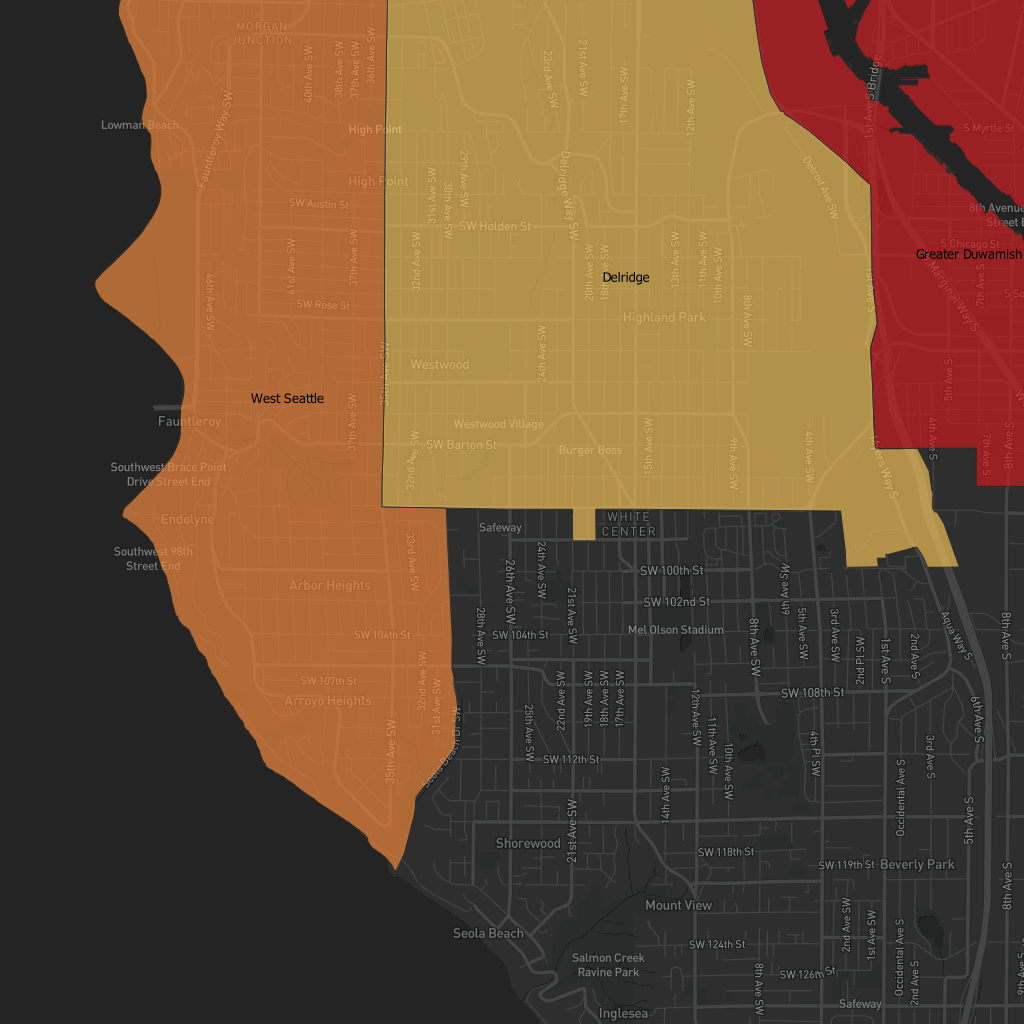 MORGAN
JUNCTION
40th Ave SW
38th Ave SW
37th Ave SW
36th Ave SW
23rd Ave SW
21st Ave SW
17th Ave SW
12th Ave SW
1st Ave S Bridge
Lowman Beach
Fauntleroy Way SW
High Point
S Myrtle St
High Point
31st Ave SW
30th Ave SW
29th Ave SW
Delridge Way SW
Detroit Ave SW
SW Austin St
8th Avenue
Street E
SW Holden St
41st Ave SW
37th Ave SW
32nd Ave SW
20th Ave SW
18th Ave SW
13th Ave SW
11th Ave SW
10th Ave SW
S Chicago St
Greater Duwamish
Delridge
46th Ave SW
SW Rose St
8th Ave SW
1st Ave S
Marginal Way S
7th Ave S
Highland Park
35th Ave SW
24th Ave SW
Westwood
5th Ave S
West Seattle
Fauntleroy
37th Ave SW
Westwood Village
SW Barton St
32nd Ave SW
Burger Boss
15th Ave SW
9th Ave SW
4th Ave SW
Myers Way S
4th Ave S
7th Ave S
8th Ave S
Southwest Brace Point
Drive Street End
Endolyne
Safeway
WHITE
CENTER
Southwest 98th
Street End
33rd Ave SW
26th Ave SW
24th Ave SW
Arbor Heights
SW 100th St
21st Ave SW
SW 102nd St
6th Ave SW
5th Ave SW
3rd Ave SW
SW 104th St
28th Ave SW
SW 104th St
Mel Olson Stadium
8th Ave SW
2nd Pl SW
1st Ave S
2nd Ave S
Aqua Way S
8th Ave S
SW 107th St
32nd Ave SW
31st Ave SW
Arroyo Heights
22nd Ave SW
19th Ave SW
18th Ave SW
17th Ave SW
SW 108th St
35th Ave SW
Seola Beach Dr SW
25th Ave SW
12th Ave SW
11th Ave SW
10th Ave SW
4th Pl SW
6th Ave S
3rd Ave S
SW 112th St
14th Ave SW
Occidental Ave S
5th Ave S
21st Ave SW
Shorewood
SW 118th St
SW 119th St
Beverly Park
8th Ave S
Mount View
Seola Beach
SW 124th St
2nd Ave SW
1st Ave SW
Occidental Ave S
2nd Ave S
Salmon Creek
Ravine Park
8th Ave SW
SW 126th St
Safeway
Inglesea